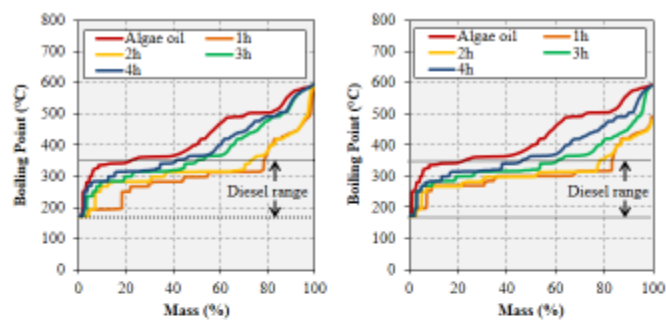 Algae oil 1h
2h 3h
4h
Boiling Point (°C)
800
700
600
500
400
300
200
100
0
Diesel range
0 20 40 60 80 100
Mass (%)
Algae oil 1h
2h 3h
4h
Boiling Point (°C)
800
700
600
500
400
300
200
100
0
Diesel range
0 20 40 60 80 100
Mass (%)